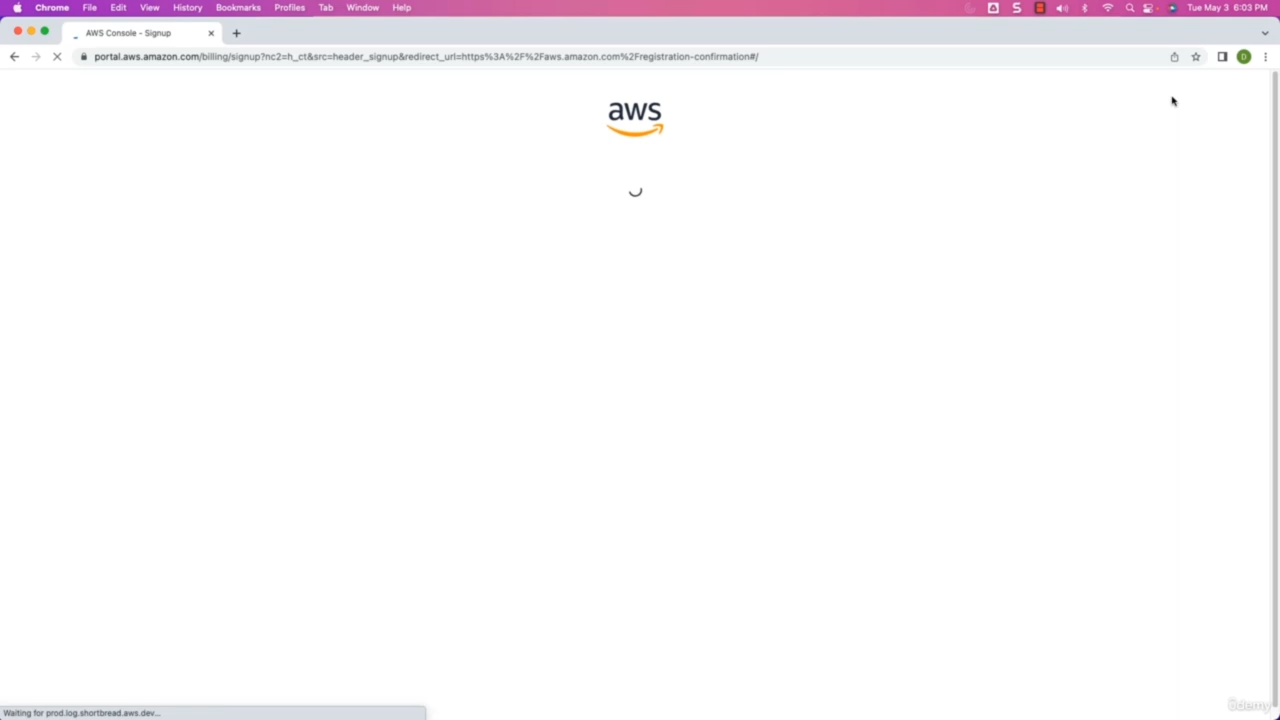 Chrome File Edit View History Bookmarks Profiles Tab Window Help
Tue May 3 6:03 PM
AWS Console - Signup
portal.aws.amazon.com/billing/signup?nc2=h_ct&src=header_signup&redirect_url=https%3A%2F%2Faws.amazon.com%2Fregistration-confirmation#/
D
aws
Waiting for prod.log.shortbread.aws.dev...
ûdemy